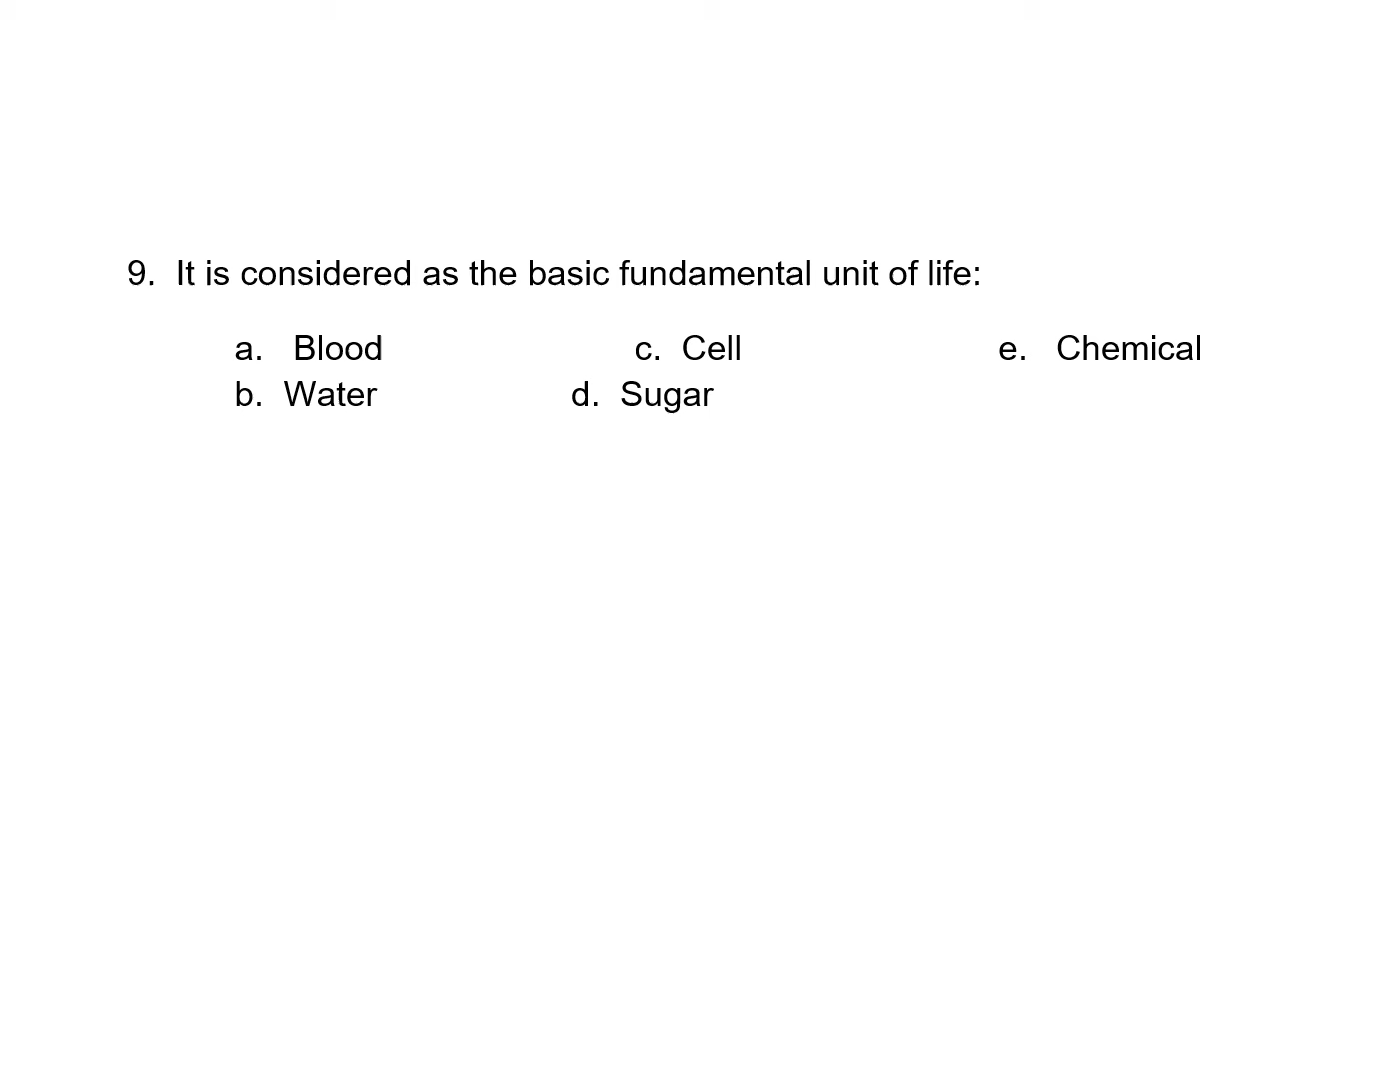 9. It is considered as the basic fundamental unit of life:
a. Blood c. Cell e. Chemical
b. Water d. Sugar